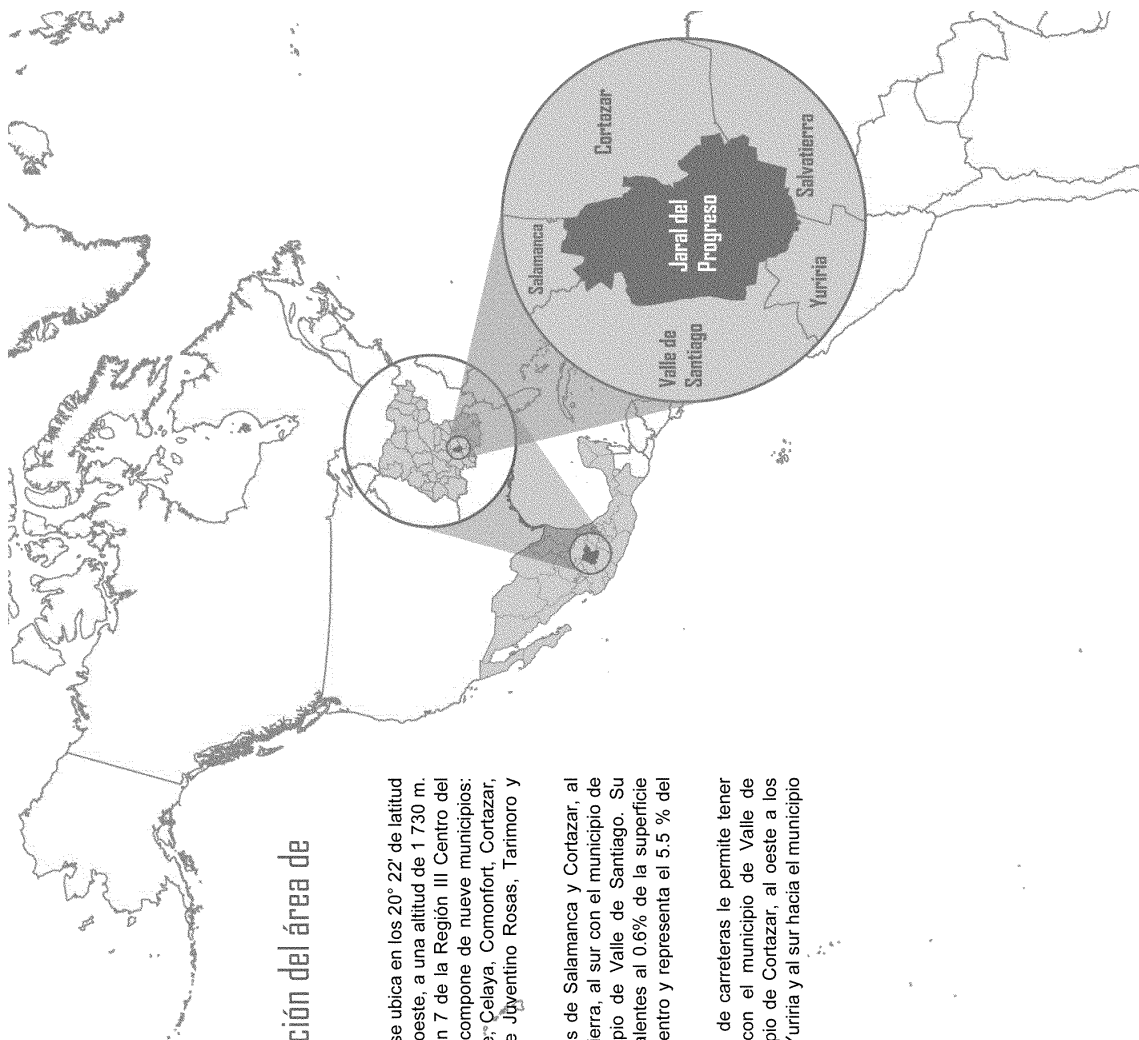 ción del área de
se ubica en los 20° 22' de latitud
oeste, a una altitud de 1 730 m.
n 7 de la Región III Centro del
compone de nueve municipios:
e, Celaya, Comonfort, Cortazar,
e Juventino Rosas, Tarimoro y
s de Salamanca y Cortazar, al
ierra, al sur con el municipio de
pio de Valle de Santiago. Su
alentes al 0.6% de la superficie
entro y representa el 5.5 % del
de carreteras le permite tener
con el municipio de Valle de
pio de Cortazar, al oeste a los
Yuriria y al sur hacia el municipio
Salamanca
Cortazar
Valle de
Santiago
Jaral del
Progreso
Yuriria
Salvatierra